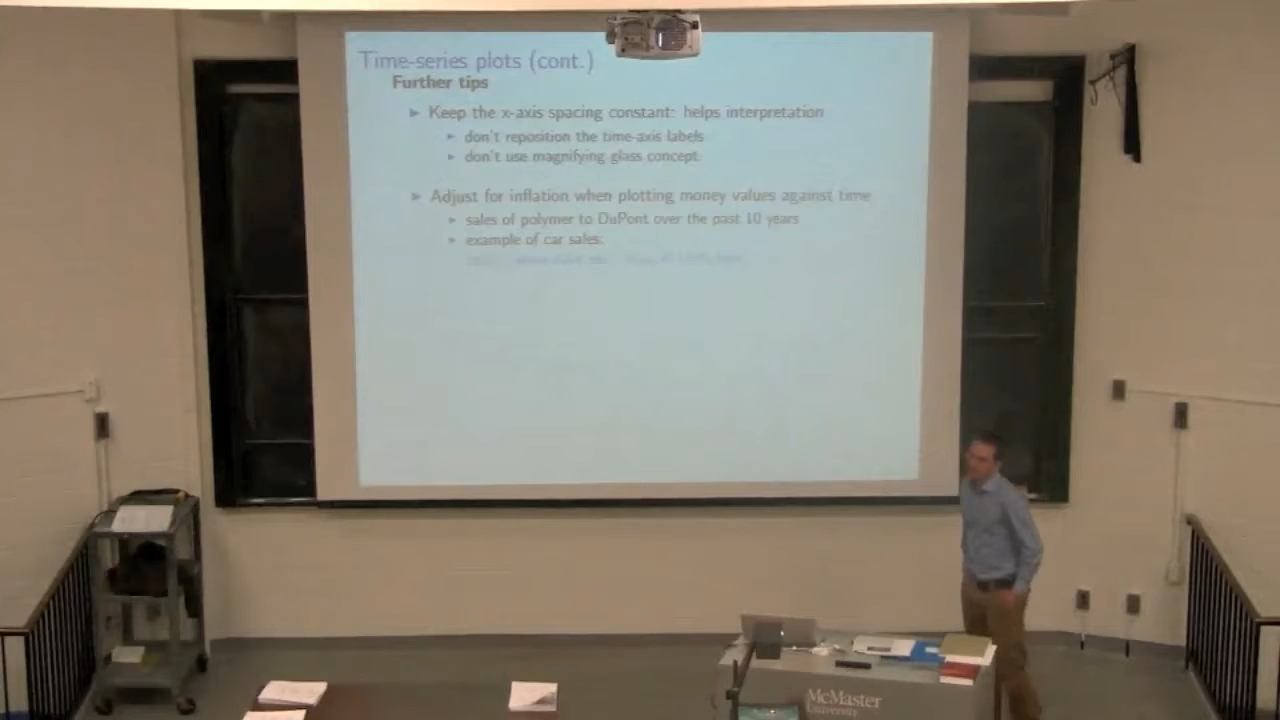 Time-series plots (cont.)
Further tips
► Keep the x-axis spacing constant: helps interpretation
► don't reposition the time-axis labels
► don't use magnifying glass concept
► Adjust for inflation when plotting money values against time
► sales of polymer to DuPont over the past 10 years
► example of car sales:
McMaster
University